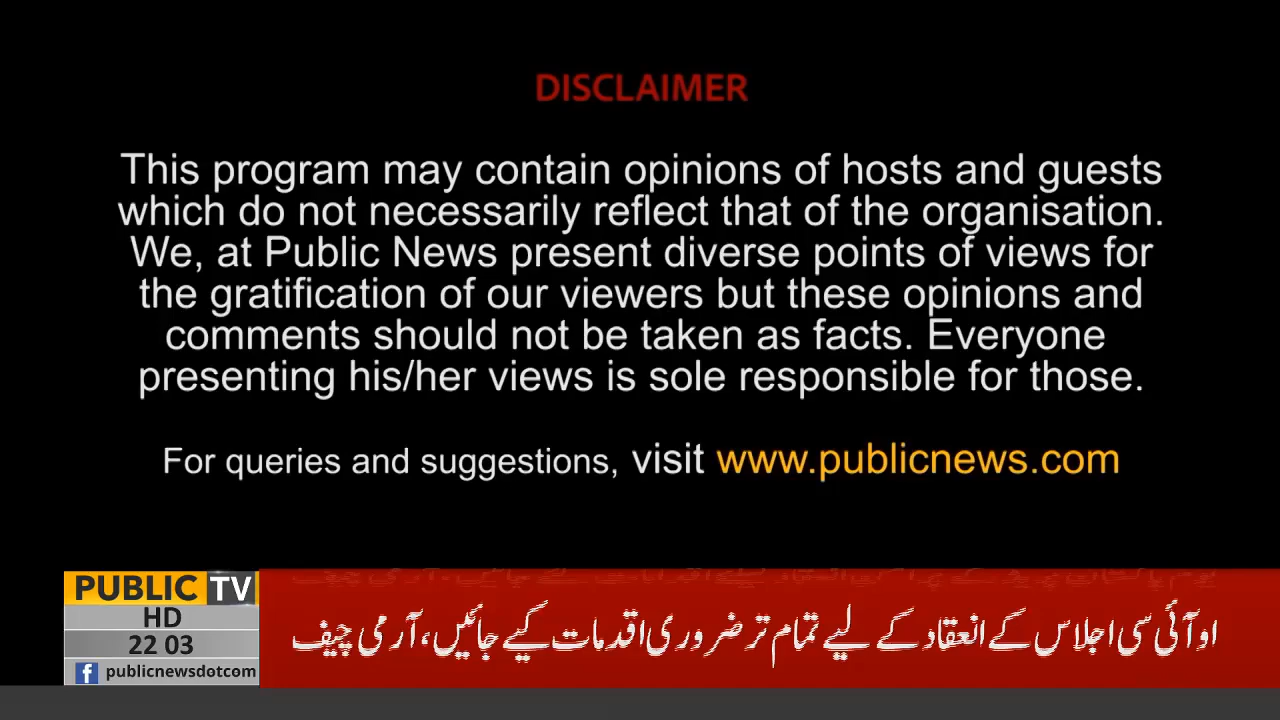 DISCLAIMER
This program may contain opinions of hosts and guests
which do not necessarily reflect that of the organisation.
We, at Public News present diverse points of views for
the gratification of our viewers but these opinions and
comments should not be taken as facts. Everyone
presenting his/her views is sole responsible for those.
For queries and suggestions, visit www.publicnews.com
PUBLIC TV
HD
22 03
publicnewsdotcom
او آئی سی اجلاس کے انعقاد کے لیے تمام تر ضروری اقدمات کیے جائیں، آرمی چیف